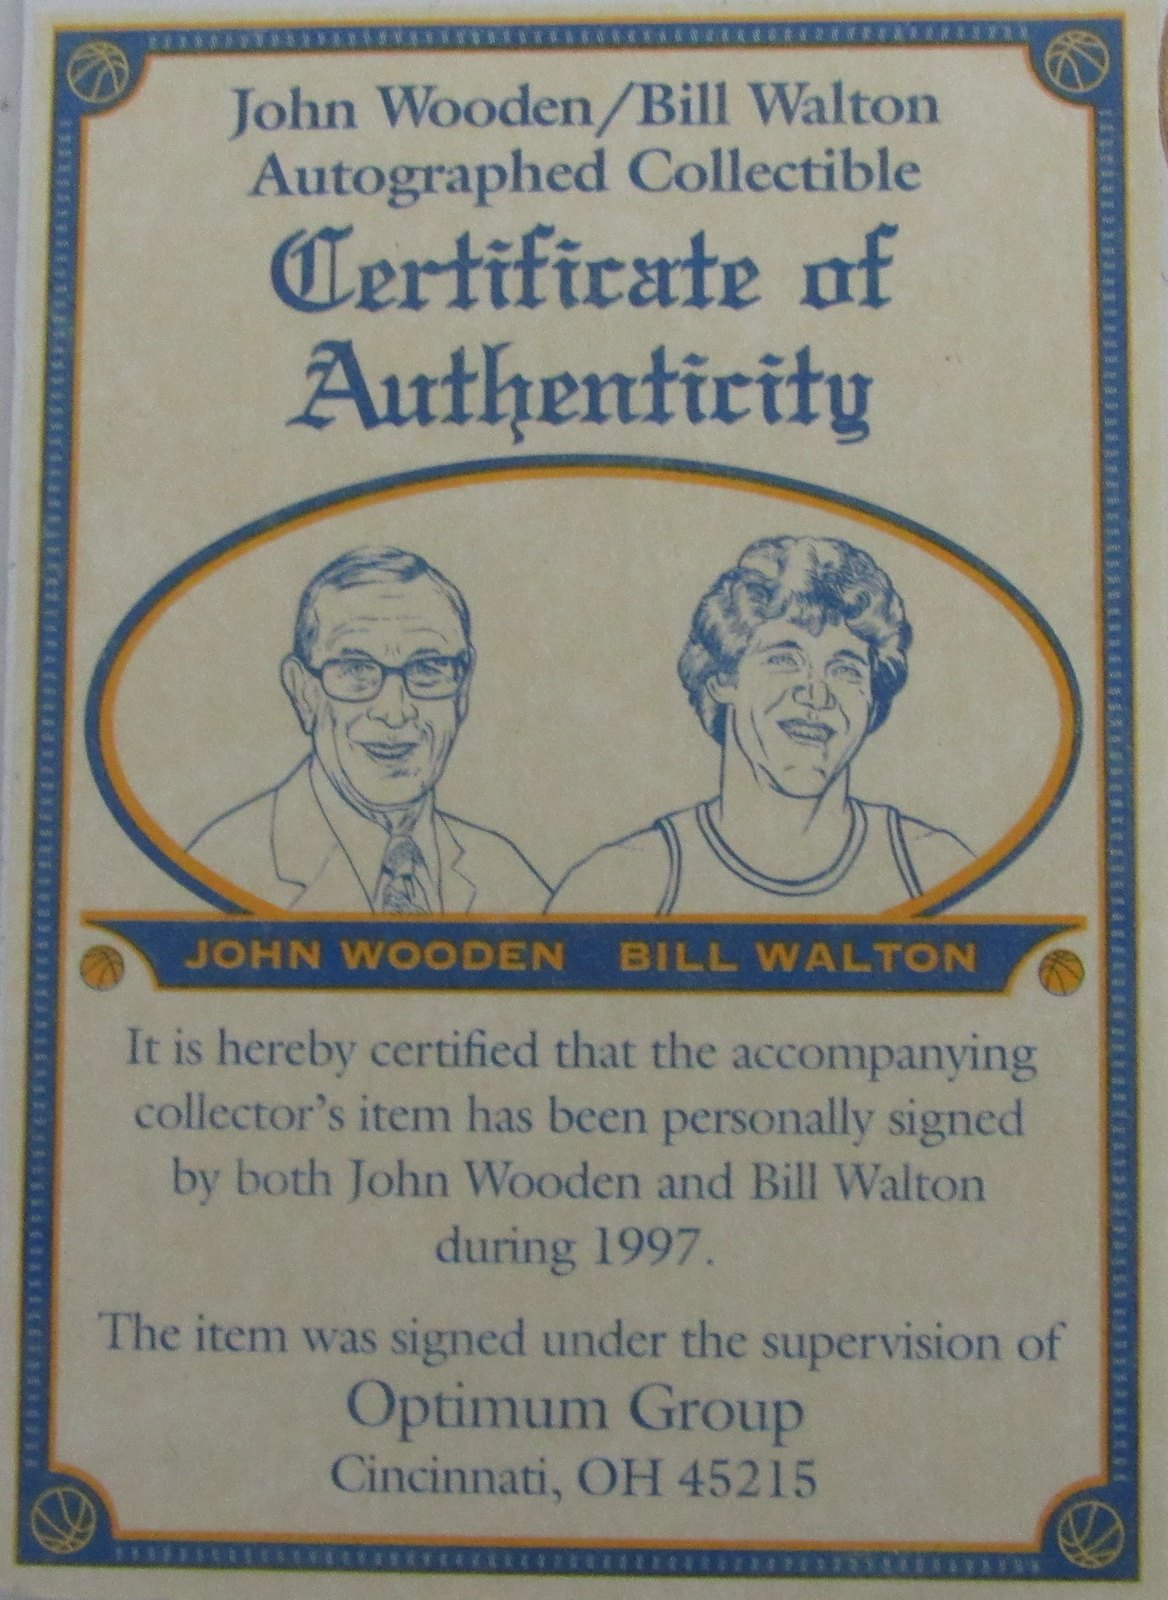 John Wooden/Bill Walton
Autographed Collectible
Certificate of
Authenticity
JOHN WOODEN BILL WALTON
It is hereby certified that the accompanying
collector's item has been personally signed
by both John Wooden and Bill Walton
during 1997.
The item was signed under the supervision of
Optimum Group
Cincinnati, OH 45215